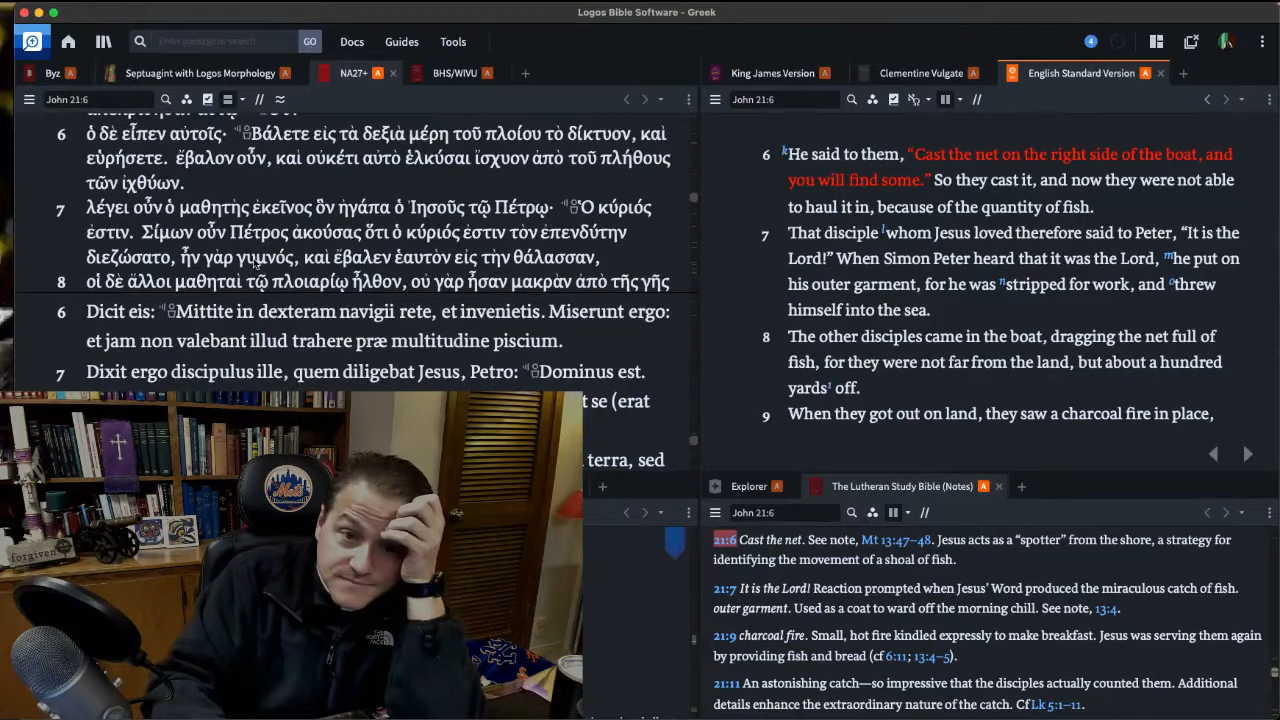 Logos Bible Software - Greek
Enter passage or search GO Docs Guides Tools 4
Byz A Septuagint with Logos Morphology A NA27+ A BHS/WIVU A
John 21:6
6 ὁ δὲ εἶπεν αὐτοῖς· Βάλετε εἰς τὰ δεξιὰ μέρη τοῦ πλοίου τὸ δίκτυον, καὶ
εὑρήσετε. ἔβαλον οὖν, καὶ οὐκέτι αὐτὸ ἑλκύσαι ἴσχυον ἀπὸ τοῦ πλήθους
τῶν ἰχθύων.
7 λέγει οὖν ὁ μαθητὴς ἐκεῖνος ὃν ἠγάπα ὁ Ἰησοῦς τῷ Πέτρῳ· Ὁ κύριός
ἐστιν. Σίμων οὖν Πέτρος ἀκούσας ὅτι ὁ κύριός ἐστιν τὸν ἐπενδύτην
διεζώσατο, ἦν γὰρ γυμνός, καὶ ἔβαλεν ἑαυτὸν εἰς τὴν θάλασσαν,
8 οἱ δὲ ἄλλοι μαθηταὶ τῷ πλοιαρίῳ ἦλθον, οὐ γὰρ ἦσαν μακρὰν ἀπὸ τῆς γῆς
6 Dicit eis: Mittite in dexteram navigii rete, et invenietis. Miserunt ergo:
et jam non valebant illud trahere præ multitudine piscium.
7 Dixit ergo discipulus ille, quem diligebat Jesus, Petro: Dominus est.
t se (erat
terra, sed
King James Version A Clementine Vulgate A English Standard Version A
John 21:6
6 k He said to them, “Cast the net on the right side of the boat, and
you will find some.” So they cast it, and now they were not able
to haul it in, because of the quantity of fish.
7 That disciple l whom Jesus loved therefore said to Peter, “It is the
Lord!” When Simon Peter heard that it was the Lord, m he put on
his outer garment, for he was n stripped for work, and o threw
himself into the sea.
8 The other disciples came in the boat, dragging the net full of
fish, for they were not far from the land, but about a hundred
yards1 off.
9 When they got out on land, they saw a charcoal fire in place,
Explorer A The Lutheran Study Bible (Notes) A
John 21:6
21:6 Cast the net. See note, Mt 13:47–48. Jesus acts as a “spotter” from the shore, a strategy for
identifying the movement of a shoal of fish.
21:7 It is the Lord! Reaction prompted when Jesus’ Word produced the miraculous catch of fish.
outer garment. Used as a coat to ward off the morning chill. See note, 13:4.
21:9 charcoal fire. Small, hot fire kindled expressly to make breakfast. Jesus was serving them again
by providing fish and bread (cf 6:11; 13:4–5).
21:11 An astonishing catch—so impressive that the disciples actually counted them. Additional
details enhance the extraordinary nature of the catch. Cf Lk 5:1–11.
Mets
forgiven
THE NORTH FACE